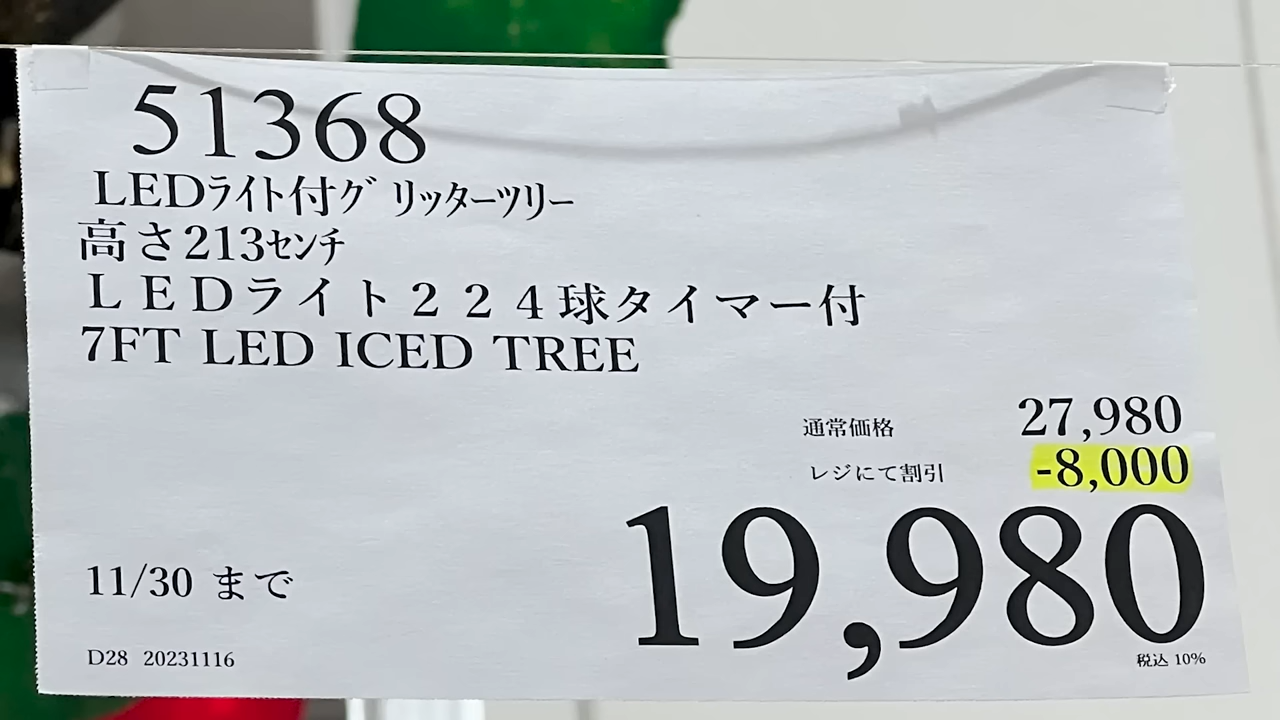 51368
LEDﾗｲﾄ付ｸﾞﾘｯﾀｰﾂﾘｰ
高さ213ｾﾝﾁ
ＬＥＤライト２２４球タイマー付
7FT LED ICED TREE
通常価格 27,980
レジにて割引 -8,000
19,980
11/30 まで
D28 20231116
税込 10%